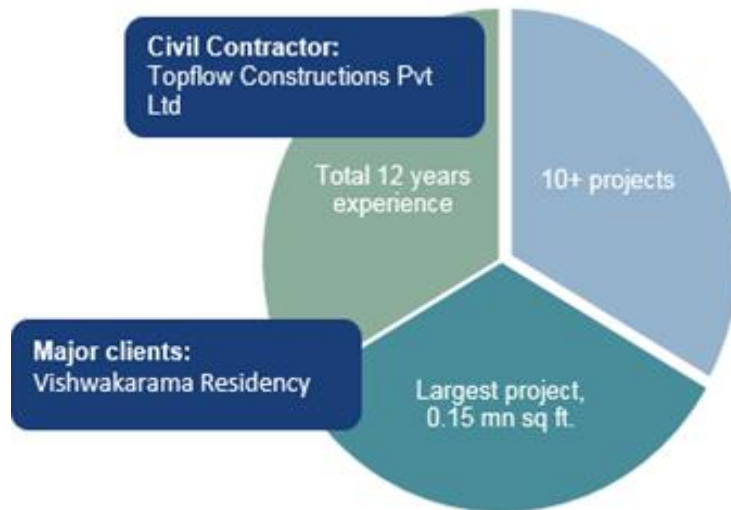 Civil Contractor:
Topflow Constructions Pvt
Ltd
Total 12 years
experience
10+ projects
Major clients:
Vishwakarama Residency
Largest project,
0.15 mn sq ft.